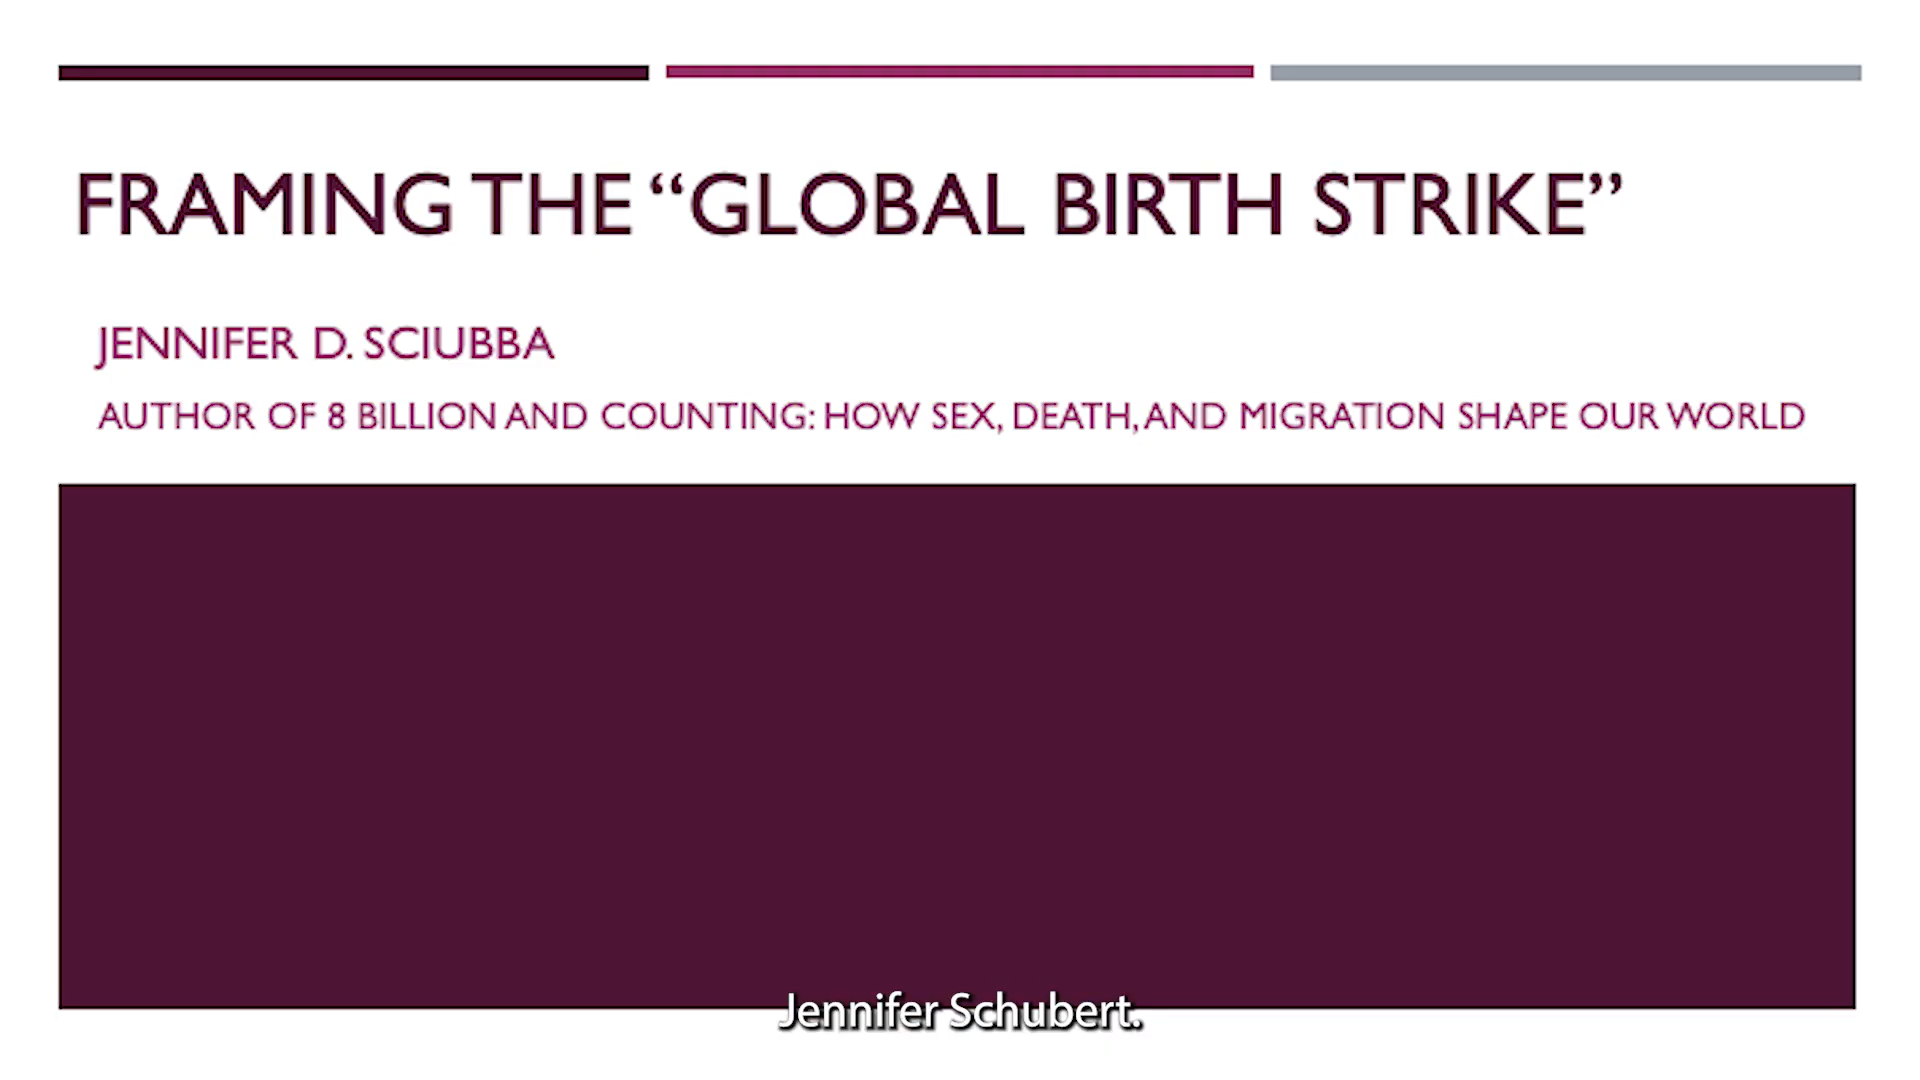 FRAMING THE “GLOBAL BIRTH STRIKE”
JENNIFER D. SCIUBBA
AUTHOR OF 8 BILLION AND COUNTING: HOW SEX, DEATH, AND MIGRATION SHAPE OUR WORLD
Jennifer Schubert.